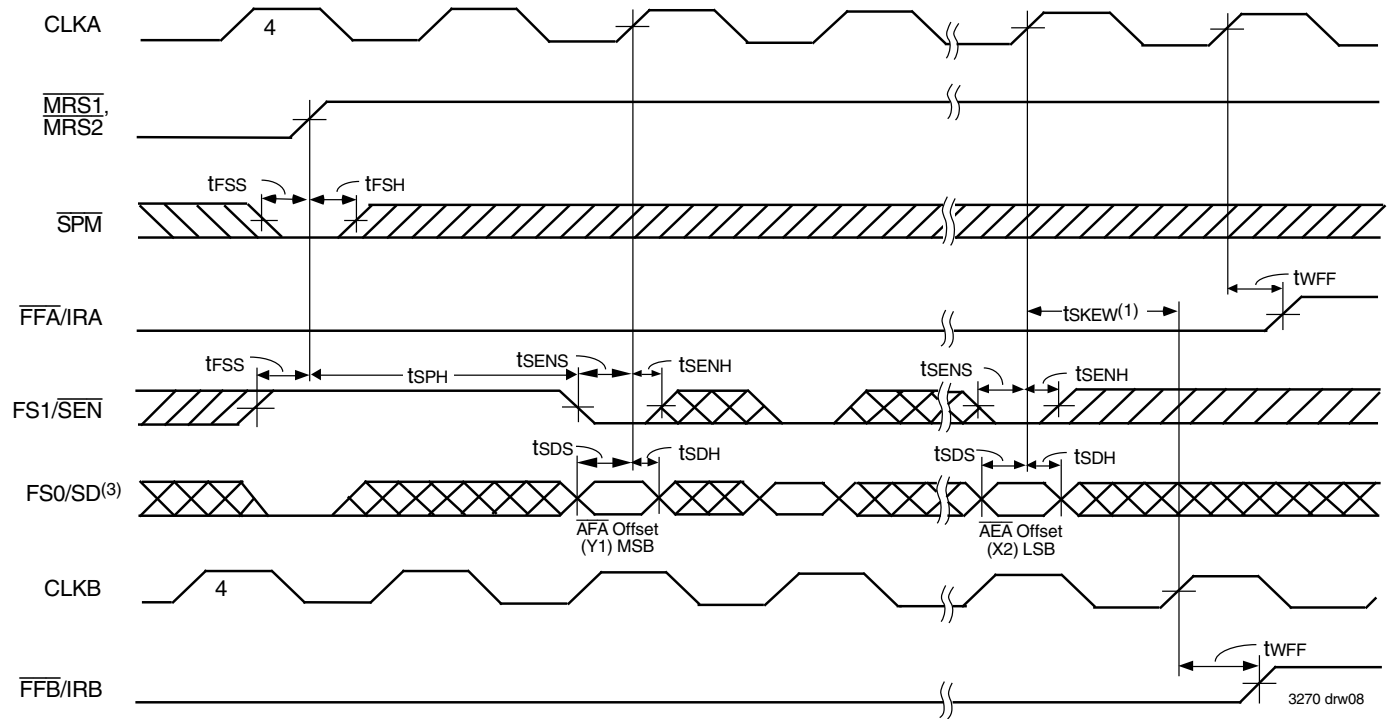 CLKA
4
MRS1,
MRS2
tFSS
tFSH
SPM
tWFF
FFA/IRA
tSKEW(1)
tFSS
tSPH
tSENS
tSENH
tSENS
tSENH
FS1/SEN
tSDS
tSDH
tSDS
tSDH
FS0/SD(3)
AFA Offset
(Y1) MSB
AEA Offset
(X2) LSB
CLKB
4
tWFF
FFB/IRB
3270 drw08